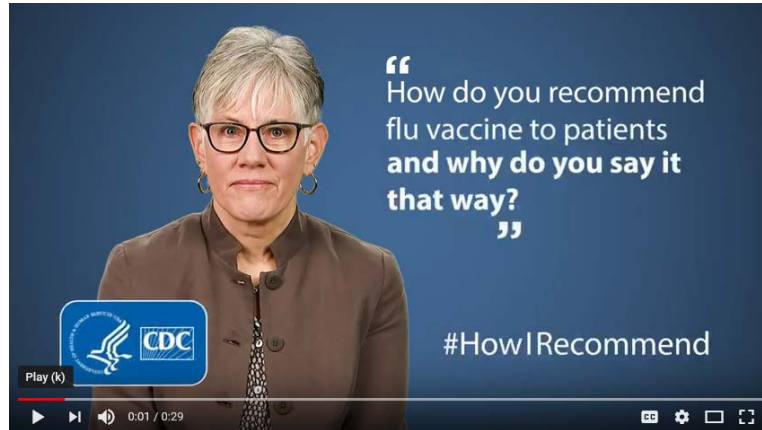 “
How do you recommend
flu vaccine to patients
and why do you say it
that way?
”
CDC
#HowIRecommend
Play (k)
0:01 / 0:29
CC